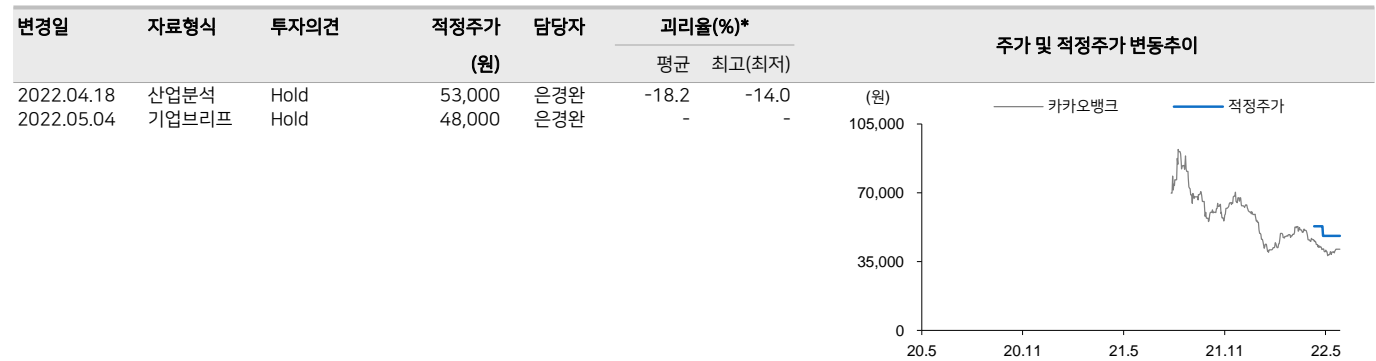 변경일 자료형식 투자의견 적정주가 담당자 괴리율(%)* 주가 및 적정주가 변동추이
(원) 평균 최고(최저)
2022.04.18 산업분석 Hold 53,000 은경완 -18.2 -14.0
2022.05.04 기업브리프 Hold 48,000 은경완 - -
(원) 카카오뱅크 적정주가
105,000
70,000
35,000
0
20.5 20.11 21.5 21.11 22.5